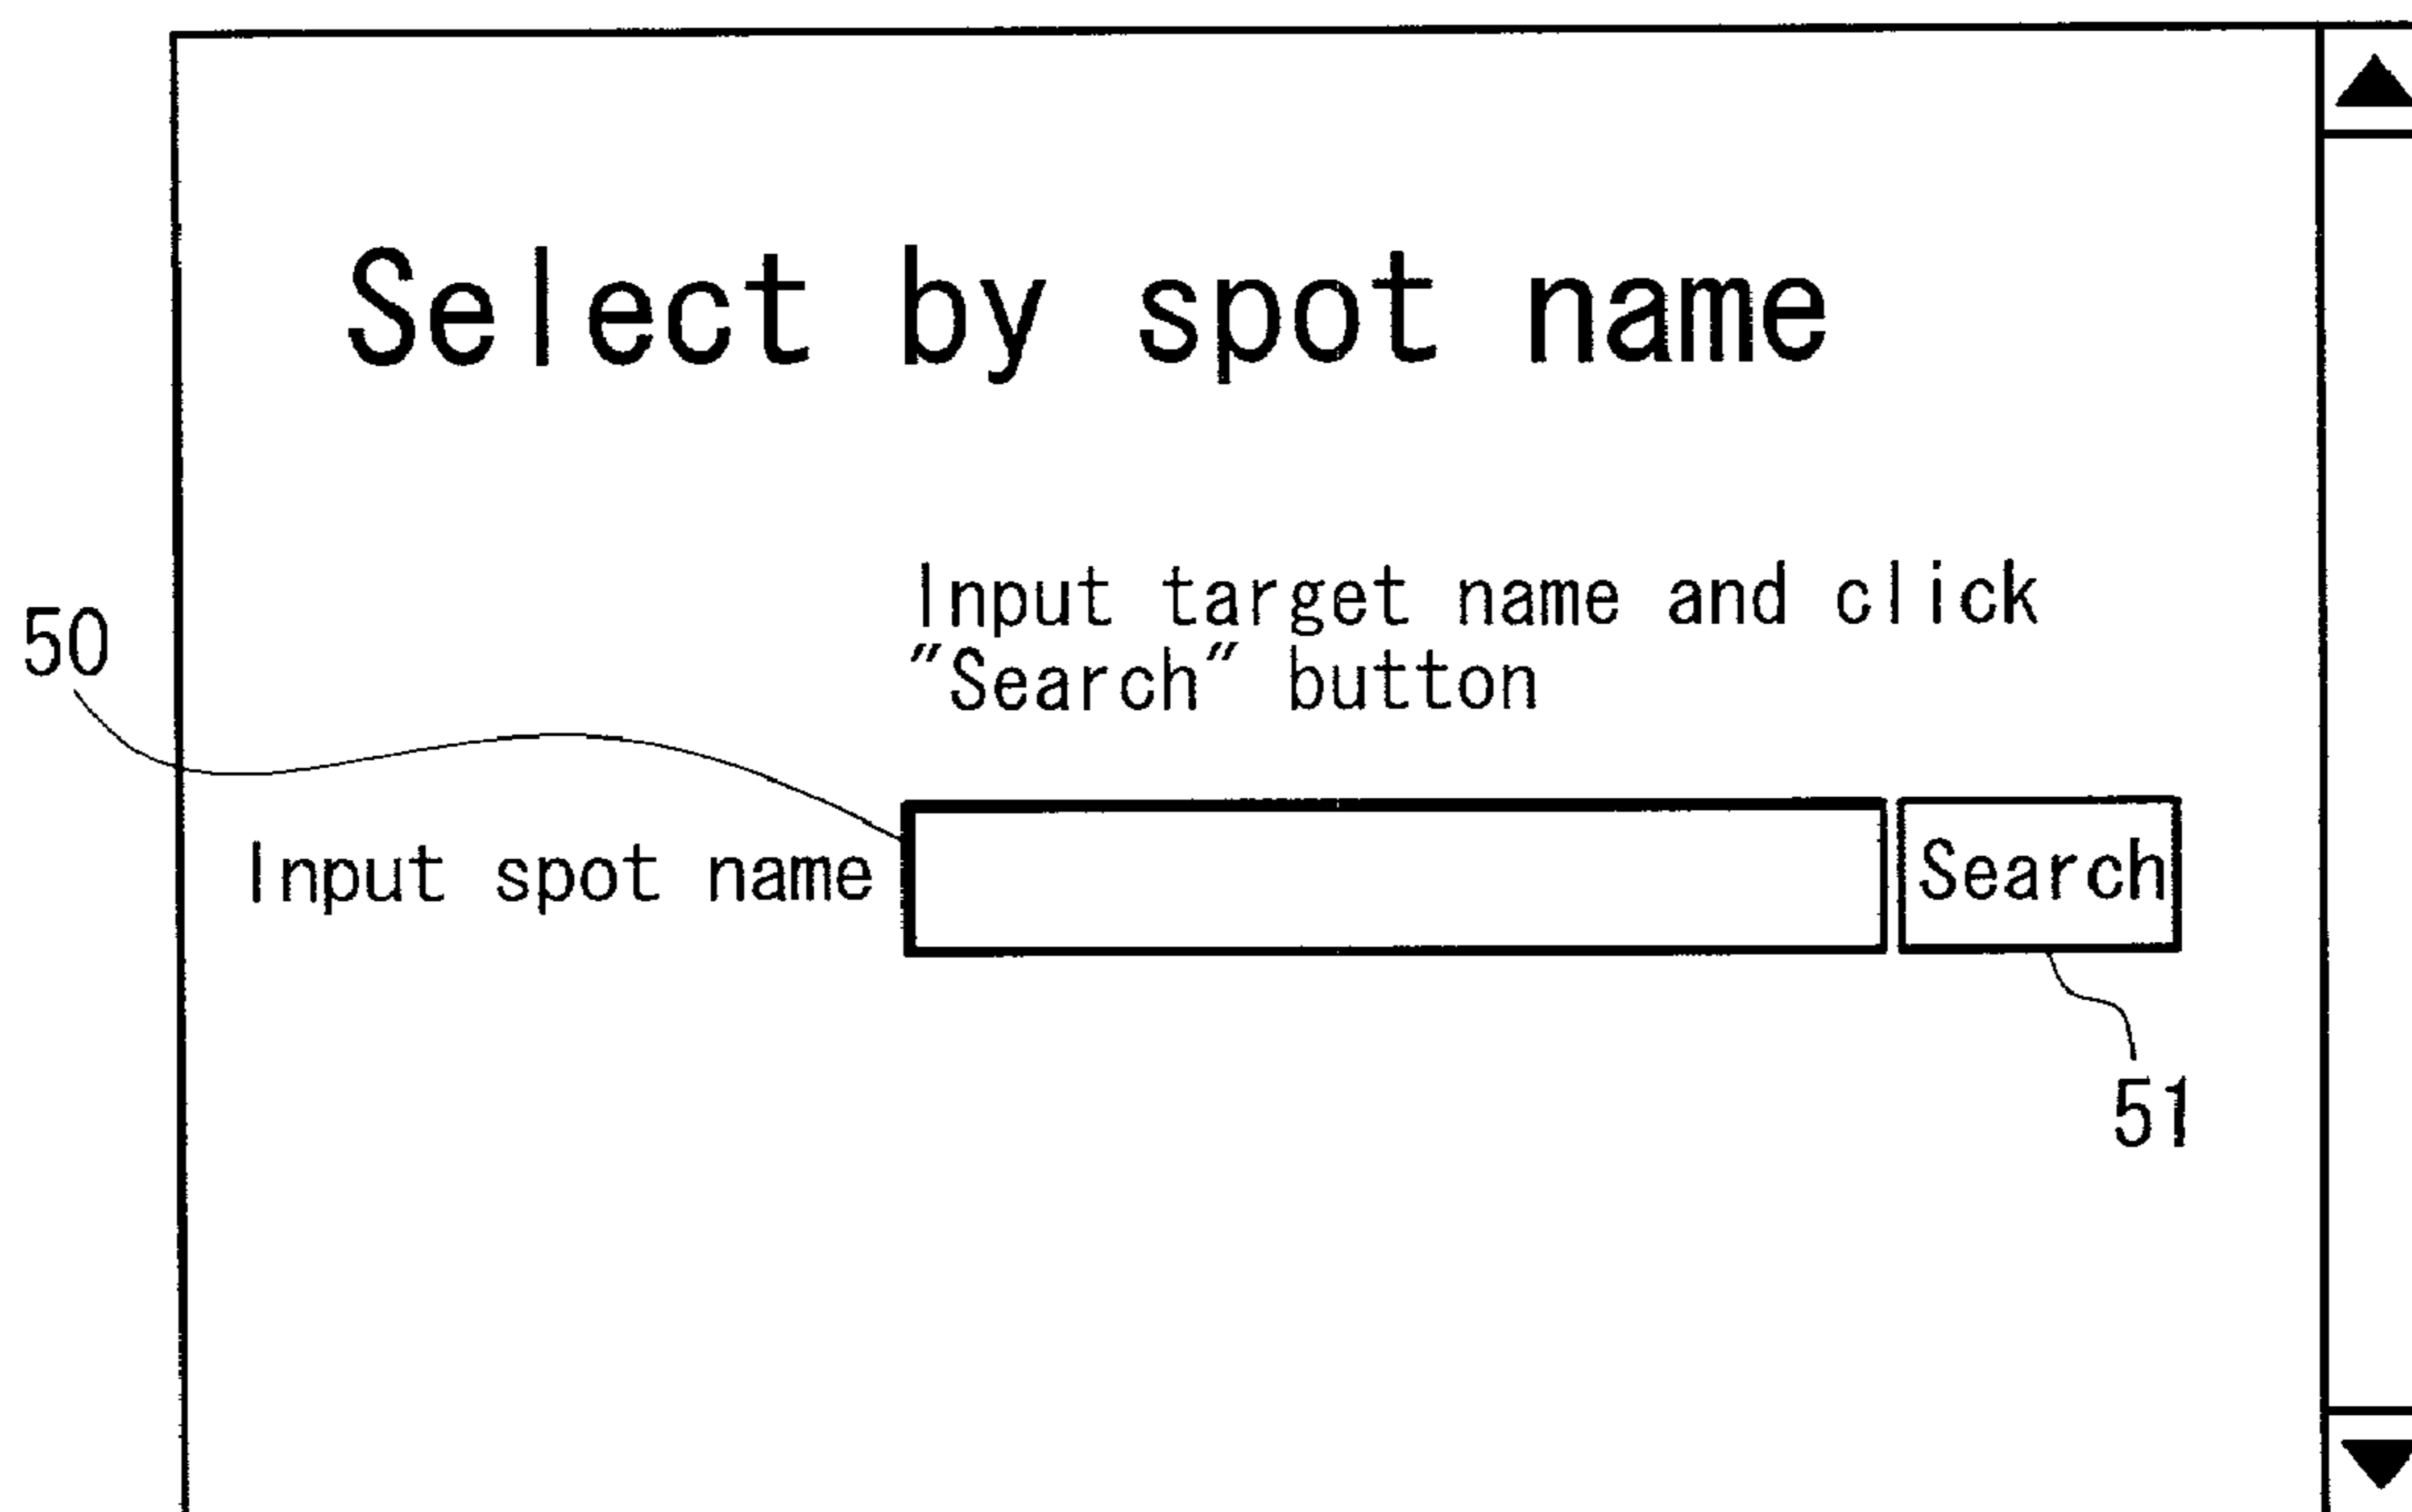 Select by spot name
Input target name and click
"Search" button
50
Input spot name
Search
51